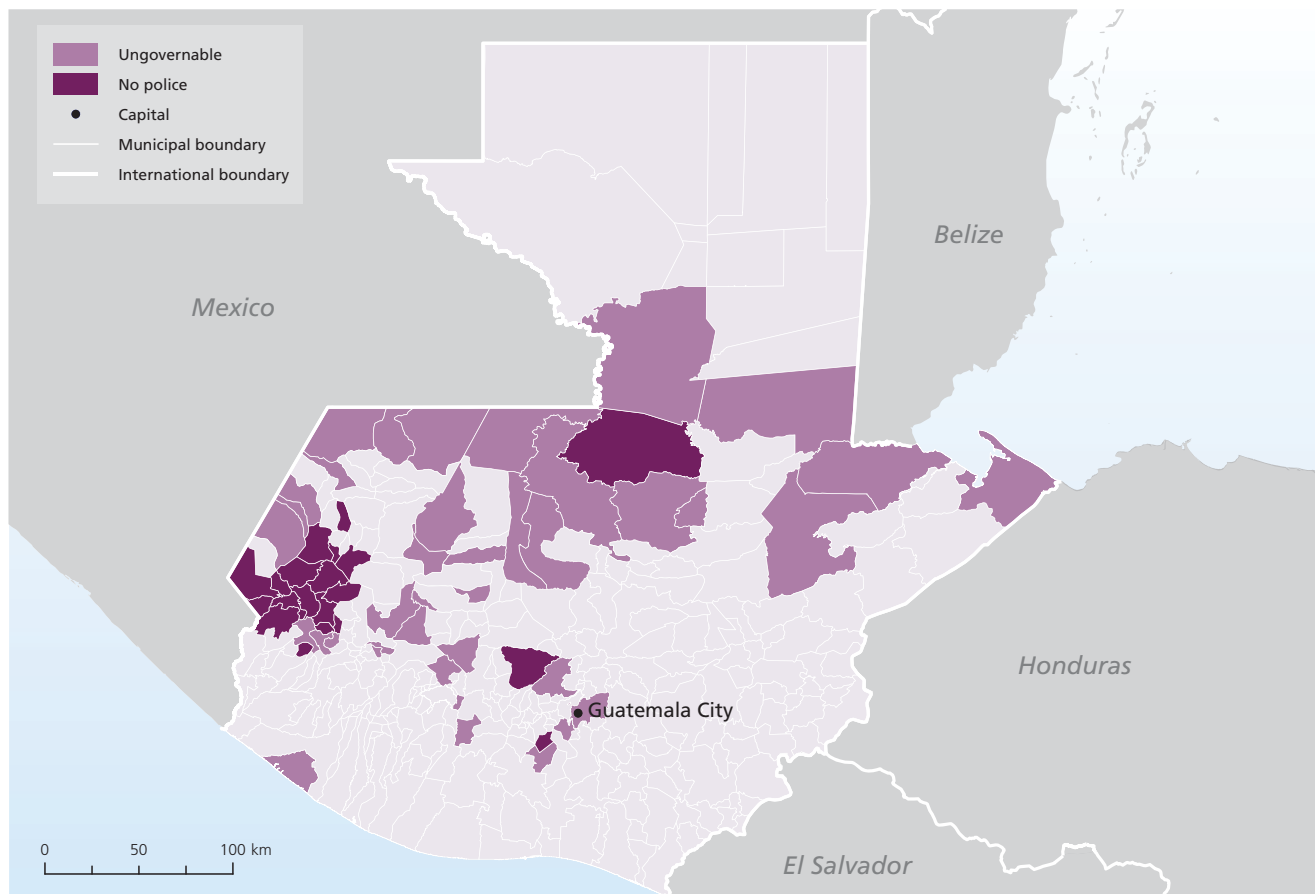 Ungovernable
No police
Capital
Municipal boundary
International boundary
Belize
Mexico
Honduras
Guatemala City
El Salvador
0 50 100 km